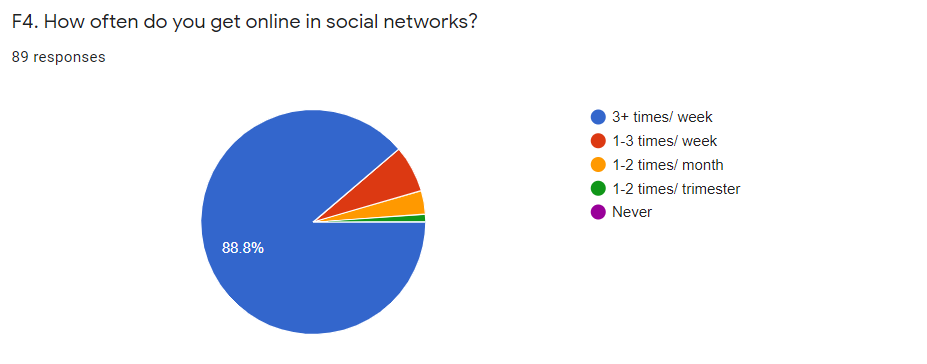 F4. How often do you get online in social networks?
89 responses
3+ times/ week
1-3 times/ week
1-2 times/ month
1-2 times/ trimester
Never
88.8%